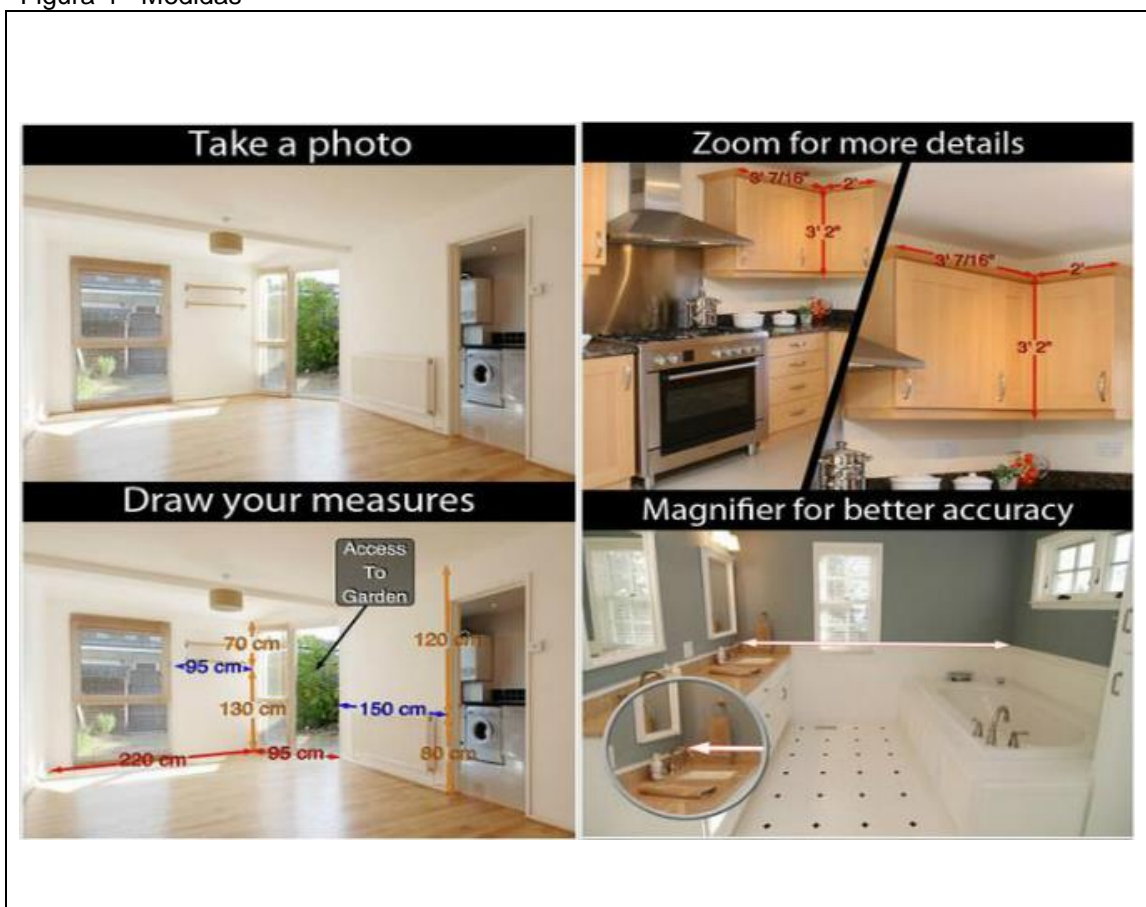 Figura 4 - Medidas
Take a photo
Zoom for more details
3' 7/16"
2'
3' 2"
3' 7/16"
2'
3' 2"
Draw your measures
Access
To
Garden
70 cm
120 cm
95 cm
130 cm
150 cm
220 cm
95 cm
80 cm
Magnifier for better accuracy